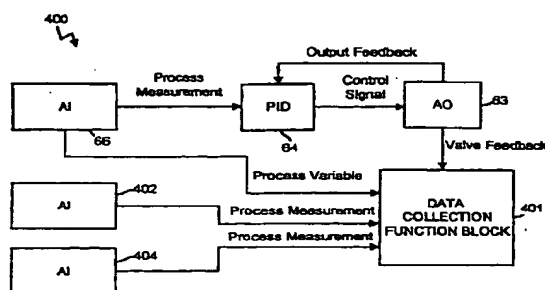 400
Output Feedback
Process
Measurement
Control
Signal
AI
PID
AO
66
64
63
Valve Feedback
Process Variable
AI
402
Process Measurement
DATA
COLLECTION
FUNCTION BLOCK
401
Process Measurement
AI
404